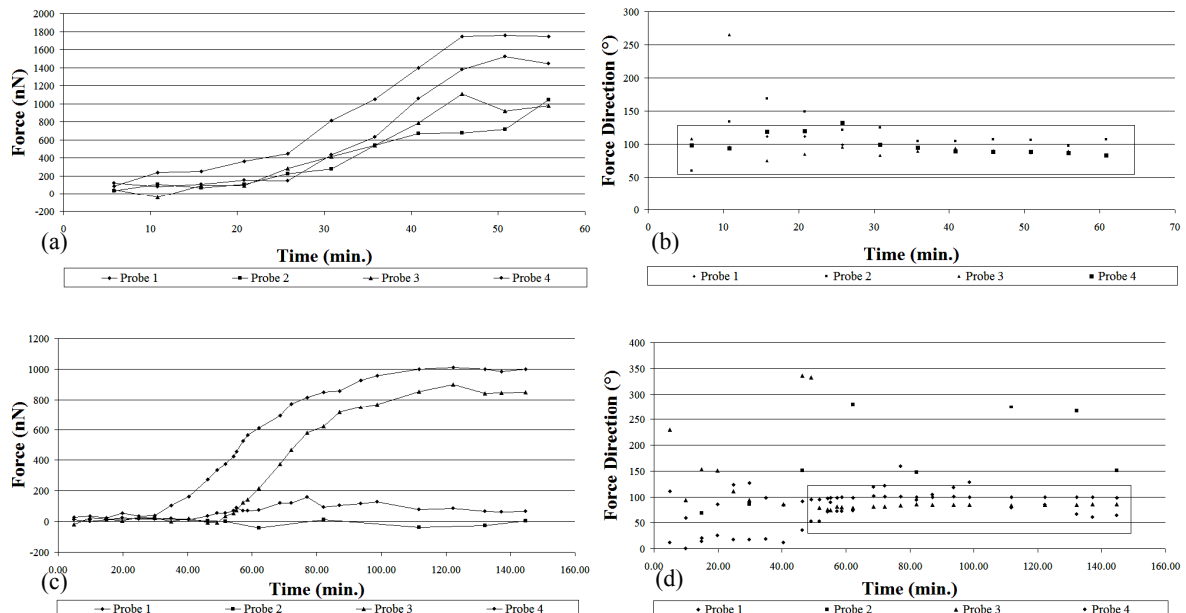 2000
1800
1600
1400
1200
1000
800
600
400
200
0
-200
Force (nN)
0 10 20 30 40 50 60
(a)
Time (min.)
Probe 1 Probe 2 Probe 3 Probe 4
300
250
200
150
100
50
0
Force Direction (°)
0 10 20 30 40 50 60 70
(b)
Time (min.)
Probe 1 Probe 2 Probe 3 Probe 4
1200
1000
800
600
400
200
0
-200
Force (nN)
0.00 20.00 40.00 60.00 80.00 100.00 120.00 140.00 160.00
(c)
Time (min.)
Probe 1 Probe 2 Probe 3 Probe 4
400
350
300
250
200
150
100
50
0
Force Direction (°)
0.00 20.00 40.00 60.00 80.00 100.00 120.00 140.00 160.00
(d)
Time (min.)
Probe 1 Probe 2 Probe 3 Probe 4